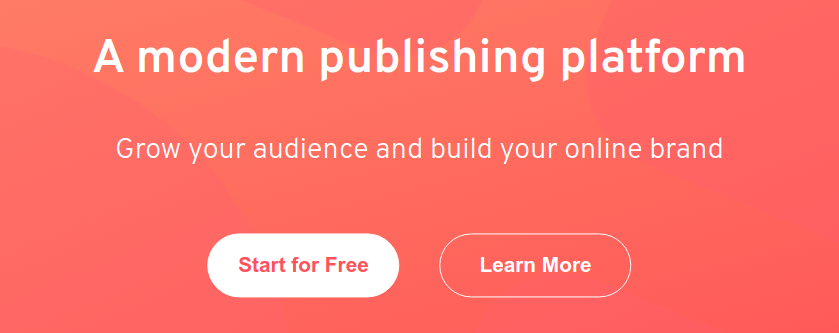 A modern publishing platform
Grow your audience and build your online brand
Start for Free
Learn More